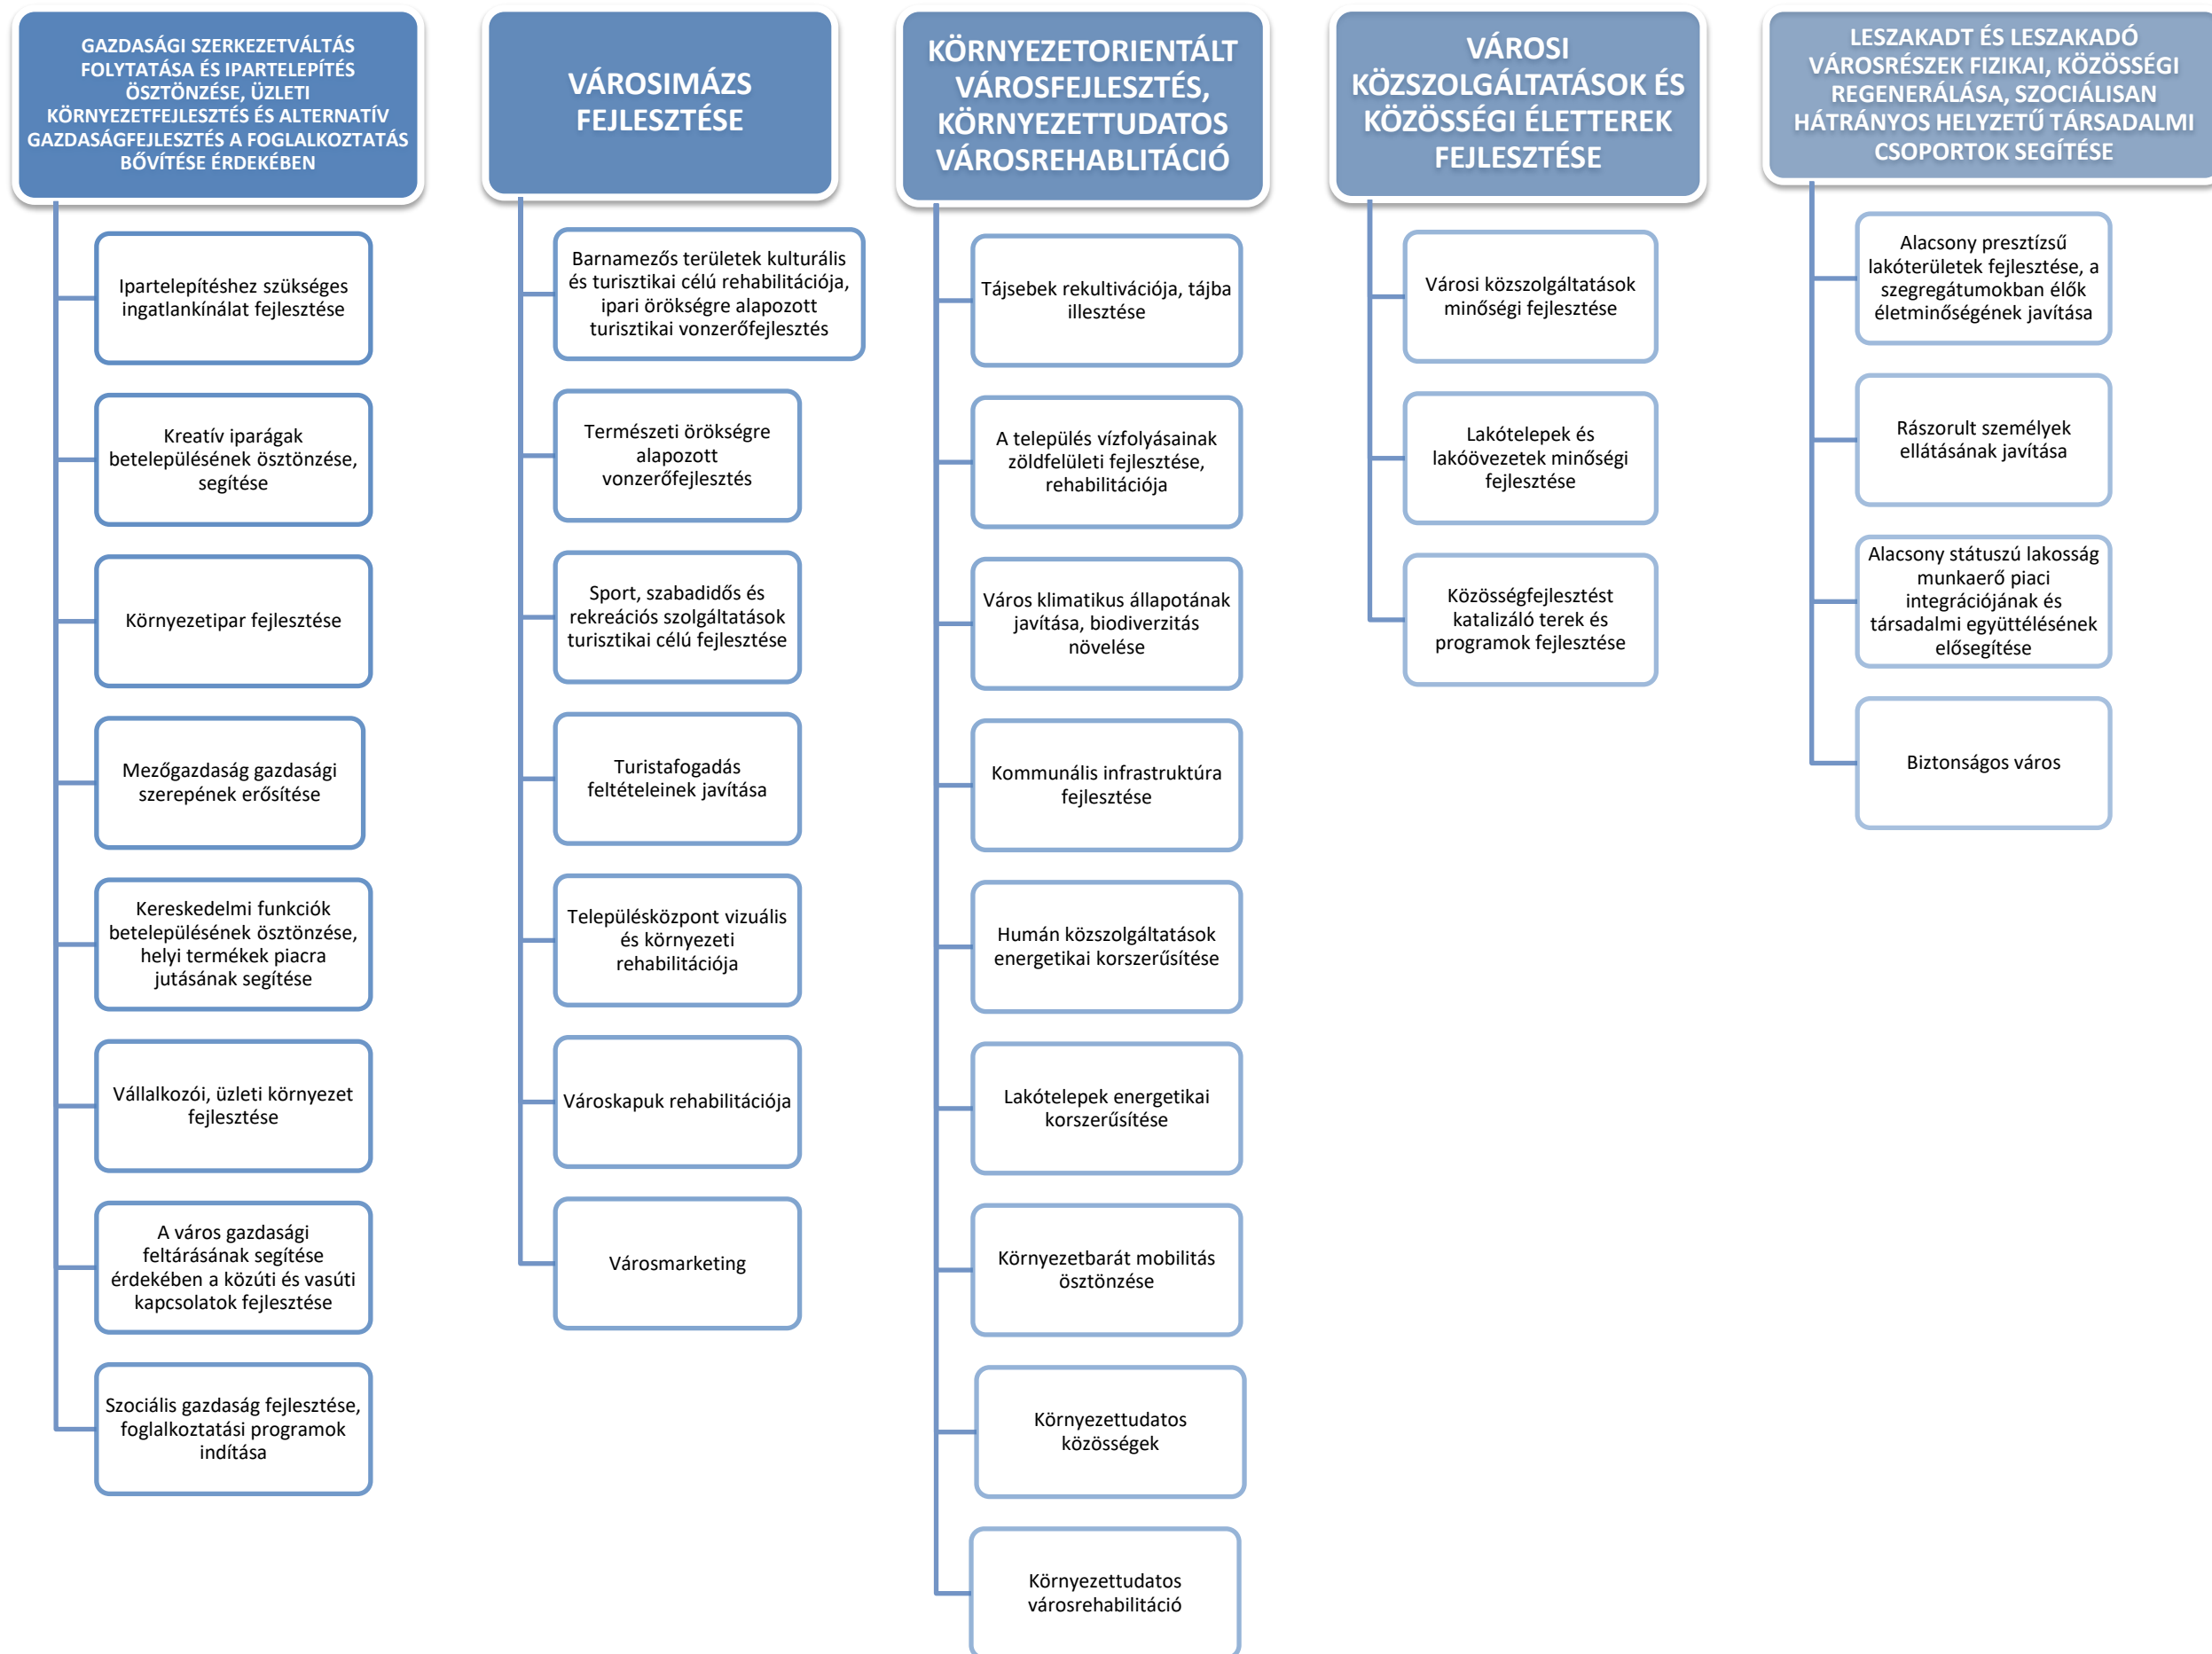 GAZDASÁGI SZERKEZETVÁLTÁS
FOLYTATÁSA ÉS IPARTELEPÍTÉS
ÖSZTÖNZÉSE, ÜZLETI
KÖRNYEZETFEJLESZTÉS ÉS ALTERNATÍV
GAZDASÁGFEJLESZTÉS A FOGLALKOZTATÁS
BŐVÍTÉSE ÉRDEKÉBEN
Ipartelepítéshez szükséges
ingatlankínálat fejlesztése
Kreatív iparágak
betelepülésének ösztönzése,
segítése
Környezetipar fejlesztése
Mezőgazdaság gazdasági
szerepének erősítése
Kereskedelmi funkciók
betelepülésének ösztönzése,
helyi termékek piacra
jutásának segítése
Vállalkozói, üzleti környezet
fejlesztése
A város gazdasági
feltárásának segítése
érdekében a közúti és vasúti
kapcsolatok fejlesztése
Szociális gazdaság fejlesztése,
foglalkoztatási programok
indítása
VÁROSIMÁZS
FEJLESZTÉSE
Barnamezős területek kulturális
és turisztikai célú rehabilitációja,
ipari örökségre alapozott
turisztikai vonzerőfejlesztés
Természeti örökségre
alapozott
vonzerőfejlesztés
Sport, szabadidős és
rekreációs szolgáltatások
turisztikai célú fejlesztése
Turistafogadás
feltételeinek javítása
Településközpont vizuális
és környezeti
rehabilitációja
Városkapuk rehabilitációja
Városmarketing
KÖRNYEZETORIENTÁLT
VÁROSFEJLESZTÉS,
KÖRNYEZETTUDATOS
VÁROSREHABLITÁCIÓ
Tájsebek rekultivációja, tájba
illesztése
A település vízfolyásainak
zöldfelületi fejlesztése,
rehabilitációja
Város klimatikus állapotának
javítása, biodiverzitás
növelése
Kommunális infrastruktúra
fejlesztése
Humán közszolgáltatások
energetikai korszerűsítése
Lakótelepek energetikai
korszerűsítése
Környezetbarát mobilitás
ösztönzése
Környezettudatos
közösségek
Környezettudatos
városrehabilitáció
VÁROSI
KÖZSZOLGÁLTATÁSOK ÉS
KÖZÖSSÉGI ÉLETTEREK
FEJLESZTÉSE
Városi közszolgáltatások
minőségi fejlesztése
Lakótelepek és
lakóövezetek minőségi
fejlesztése
Közösségfejlesztést
katalizáló terek és
programok fejlesztése
LESZAKADT ÉS LESZAKADÓ
VÁROSRÉSZEK FIZIKAI, KÖZÖSSÉGI
REGENERÁLÁSA, SZOCIÁLISAN
HÁTRÁNYOS HELYZETŰ TÁRSADALMI
CSOPORTOK SEGÍTÉSE
Alacsony presztízsű
lakóterületek fejlesztése, a
szegregátumokban élők
életminőségének javítása
Rászorult személyek
ellátásának javítása
Alacsony státuszú lakosság
munkaerő piaci
integrációjának és
társadalmi együttélésének
elősegítése
Biztonságos város